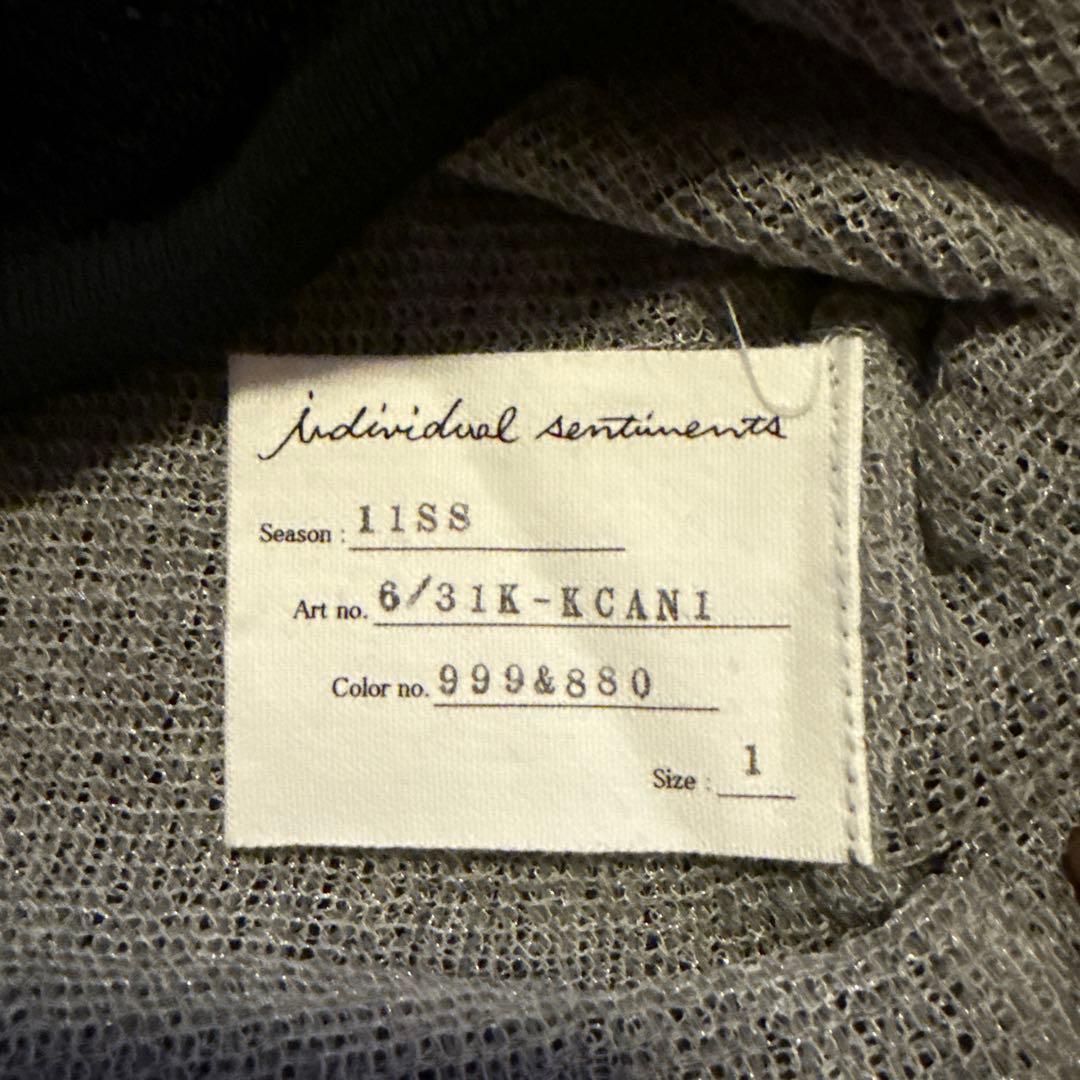 individual sentiments
Season : 11SS
Art no. 6/31K-KCAN1
Color no. 999&880
Size : 1